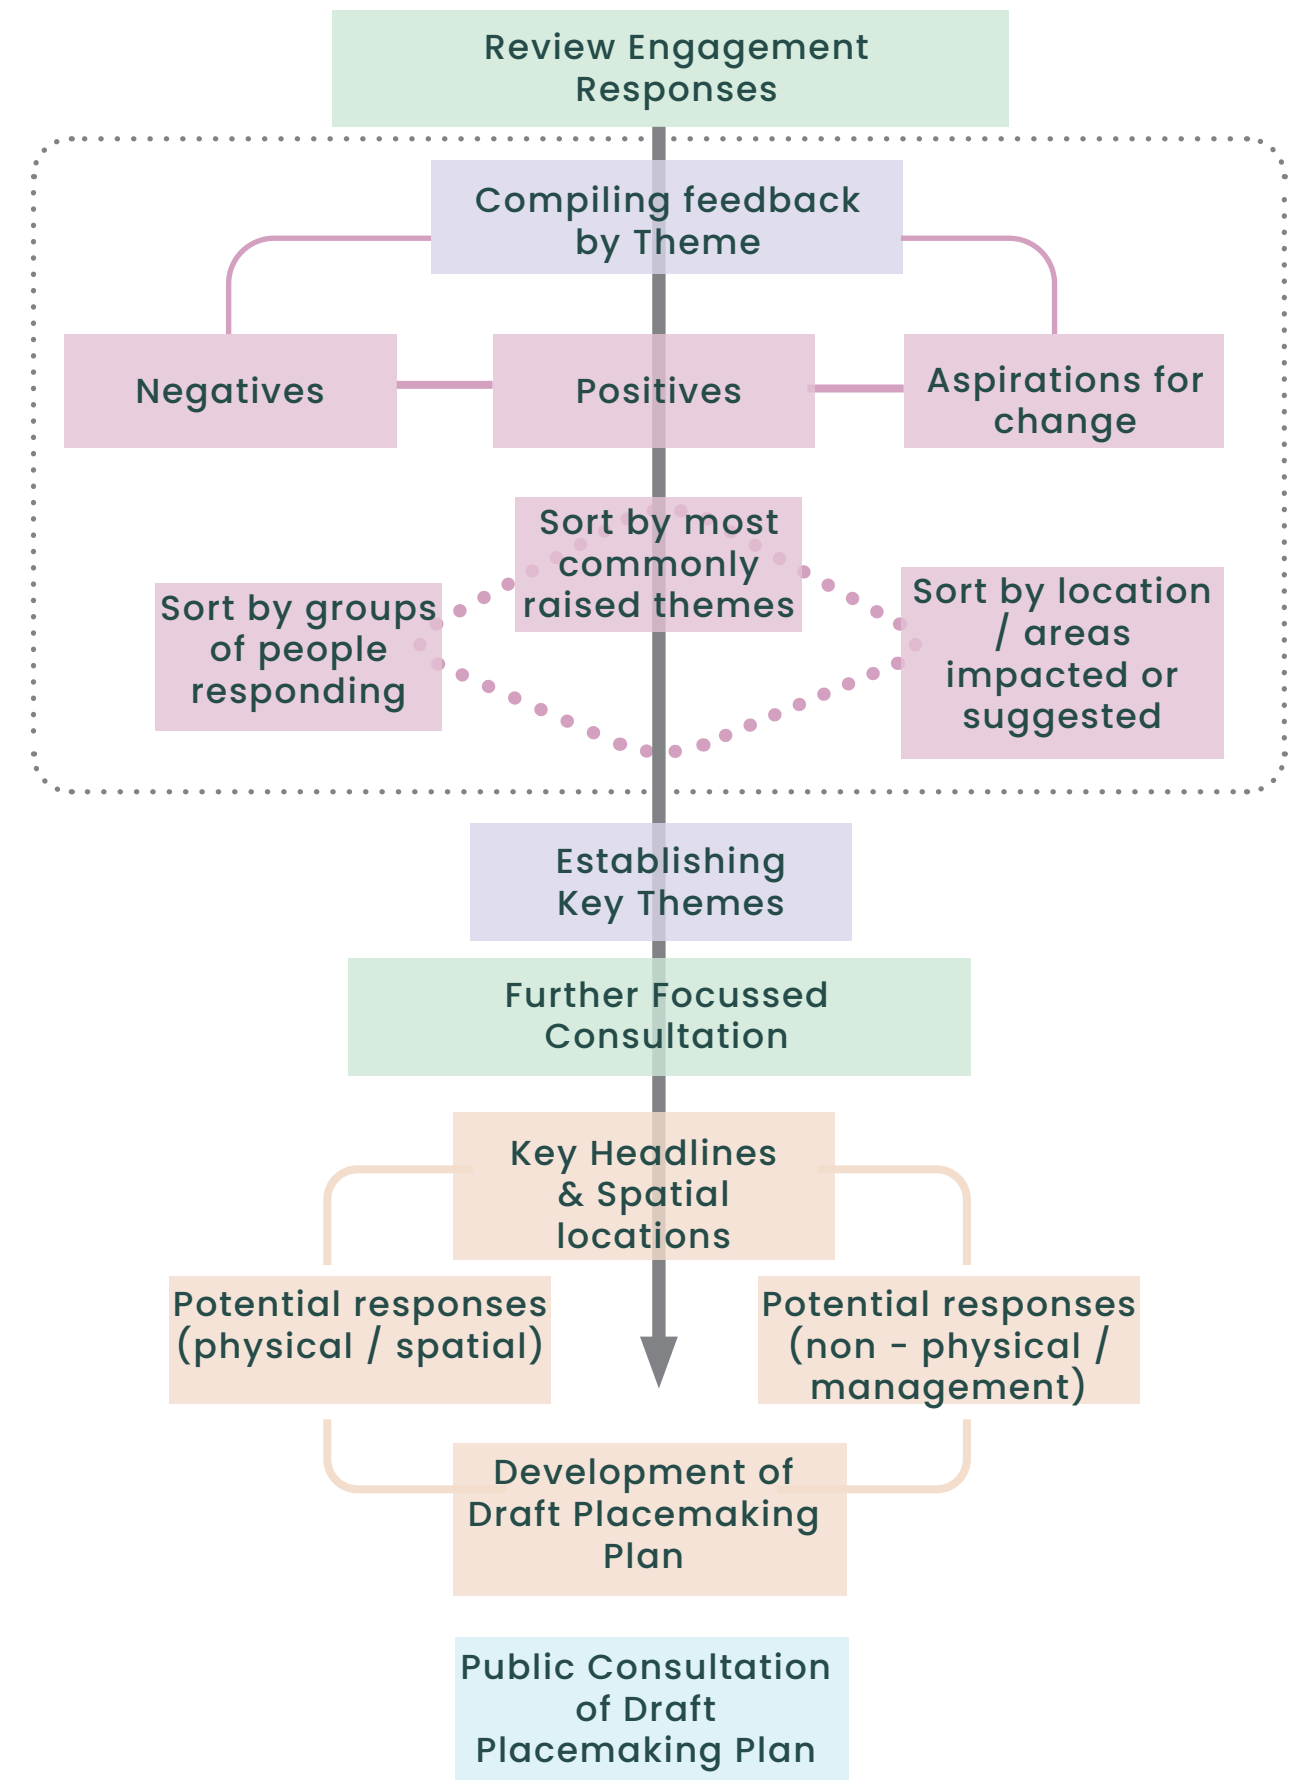 Review Engagement
Responses
Compiling feedback
by Theme
Negatives
Positives
Aspirations for
change
Sort by most
commonly
raised themes
Sort by groups
of people
responding
Sort by location
/ areas
impacted or
suggested
Establishing
Key Themes
Further Focussed
Consultation
Key Headlines
& Spatial
locations
Potential responses
(physical / spatial)
Potential responses
(non - physical /
management)
Development of
Draft Placemaking
Plan
Public Consultation
of Draft
Placemaking Plan